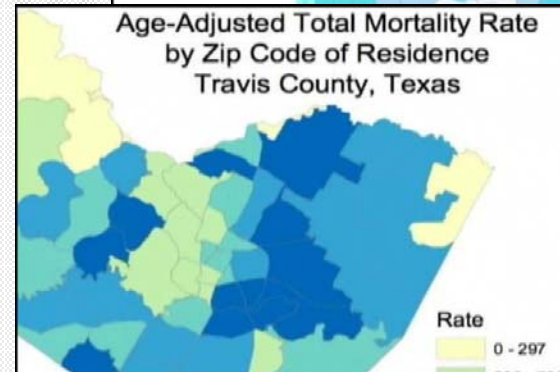 Age-Adjusted Total Mortality Rate
by Zip Code of Residence
Travis County, Texas
Rate
0 - 297